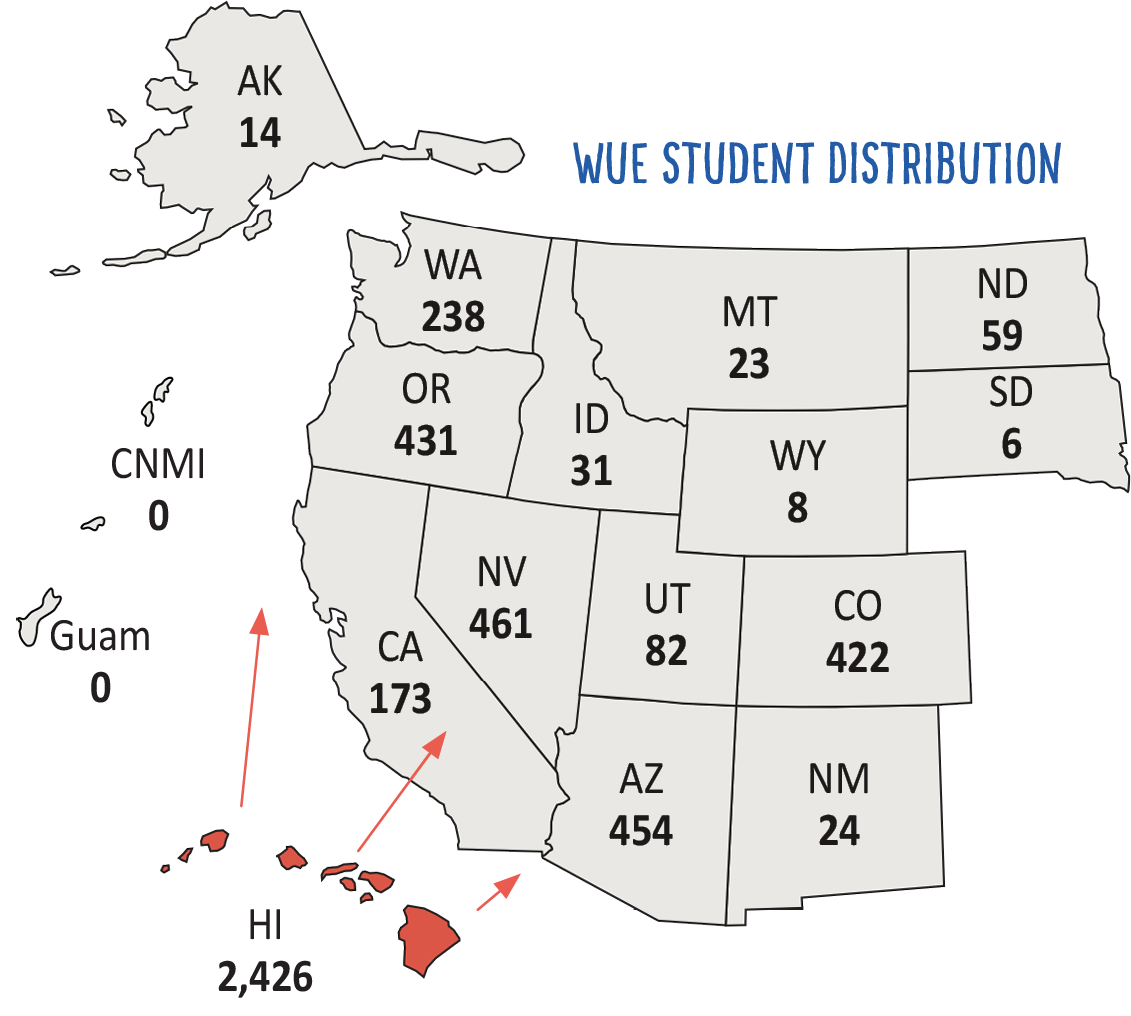 AK
14
WUE STUDENT DISTRIBUTION
WA
238
MT
23
ND
59
OR
431
ID
31
SD
6
WY
8
CNMI
0
NV
461
UT
82
CO
422
Guam
0
CA
173
AZ
454
NM
24
HI
2,426